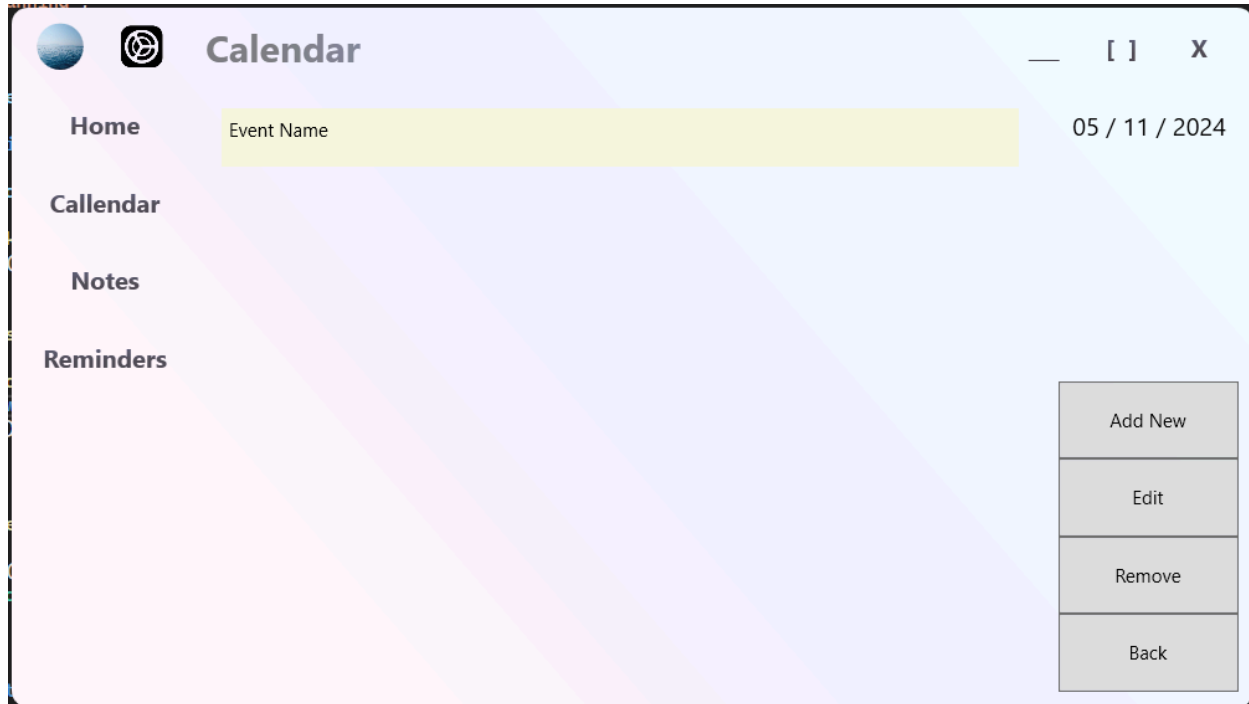 Calendar
__ [ ] X
Home
Event Name
05 / 11 / 2024
Callendar
Notes
Reminders
Add New
Edit
Remove
Back